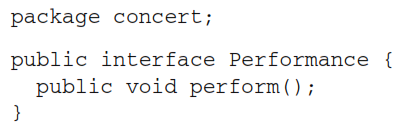 package concert;
public interface Performance {
  public void perform();
}